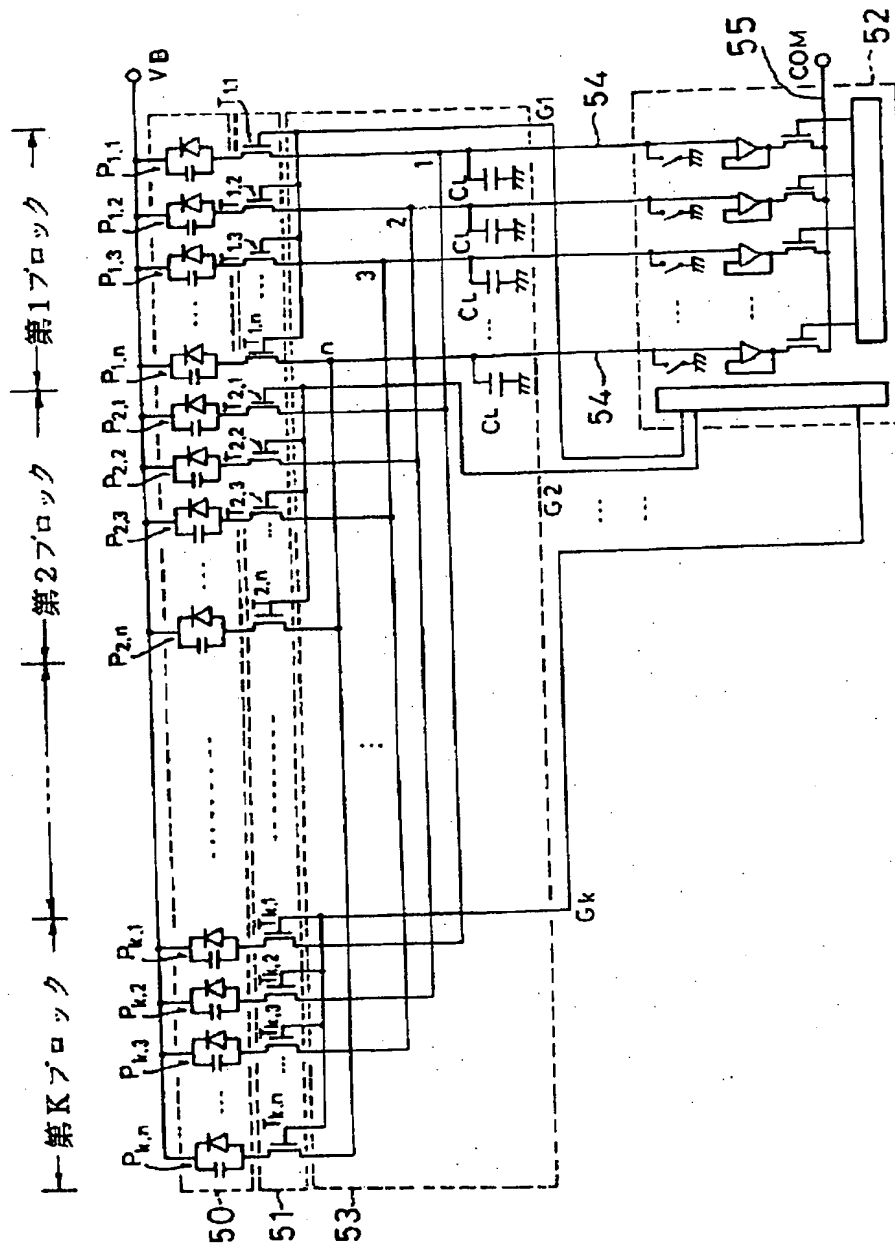 第Kブロック
第2ブロック
第1ブロック
VB
Pk,n
Pk,3
Pk,2
Pk,1
P2,n
P2,3
P2,2
P2,1
P1,n
P1,3
P1,2
P1,1
Tk,n
Tk,3
Tk,2
Tk,1
2,n
T2,3
T2,2
T2,1
T1,n
T1,3
T1,2
T1,1
50
51
53
n
3
2
1
CL
CL
CL
CL
G1
G2
Gk
54
54
55
COM
52